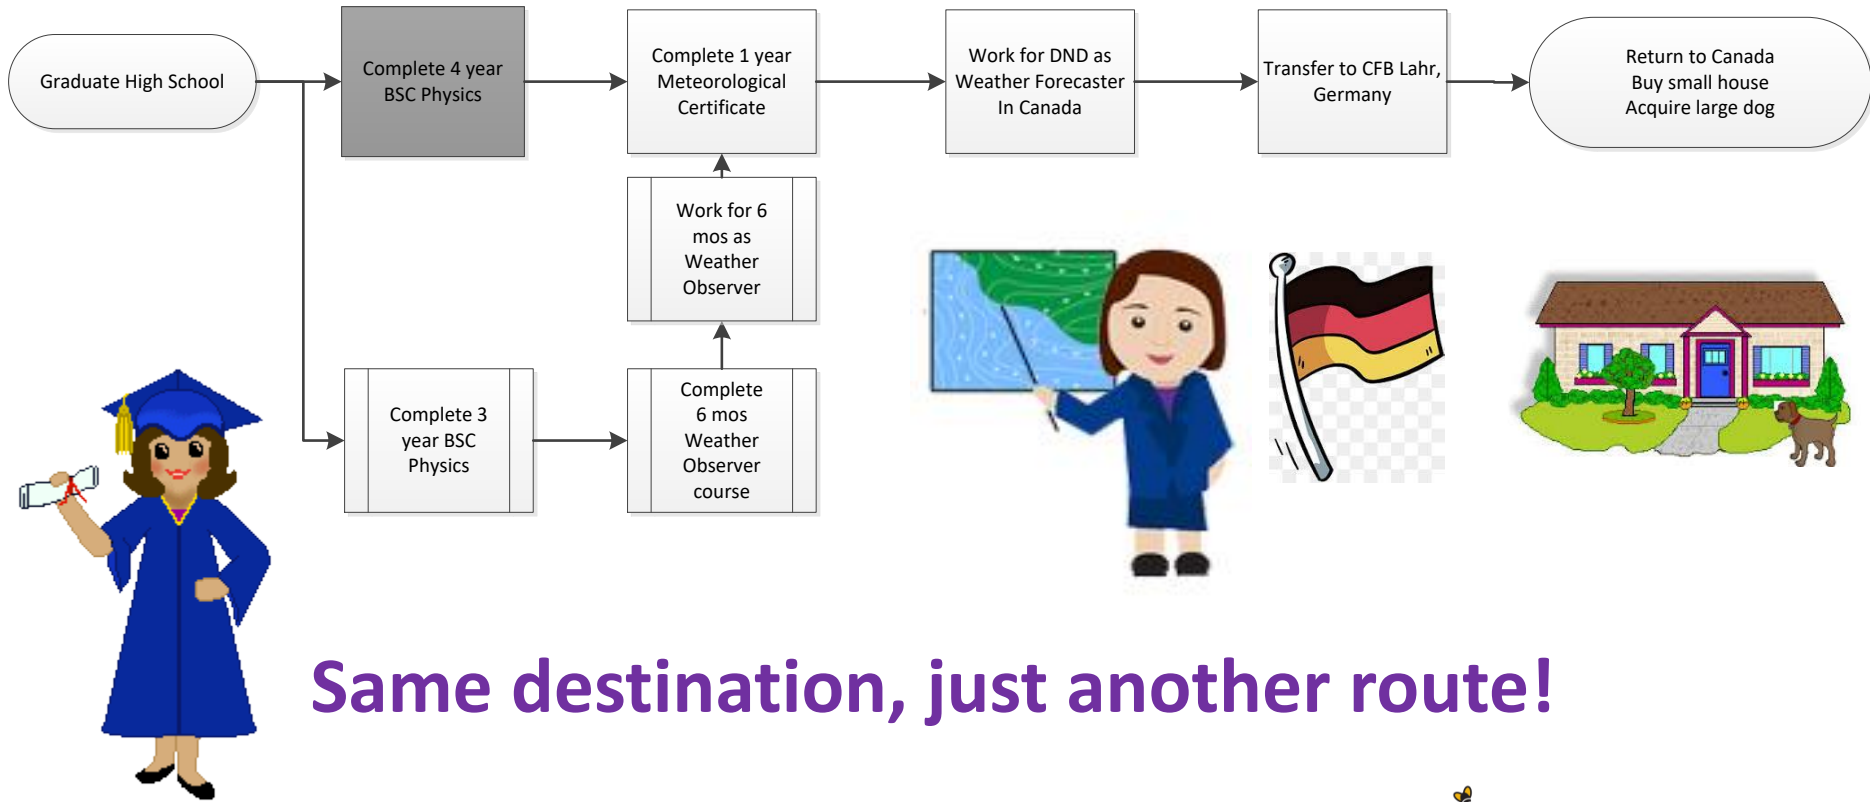 Graduate High School
Complete 4 year
BSC Physics
Complete 1 year
Meteorological
Certificate
Work for DND as
Weather Forecaster
In Canada
Transfer to CFB Lahr,
Germany
Return to Canada
Buy small house
Acquire large dog
Work for 6
mos as
Weather
Observer
Complete 3
year BSC
Physics
Complete
6 mos
Weather
Observer
course
Same destination, just another route!